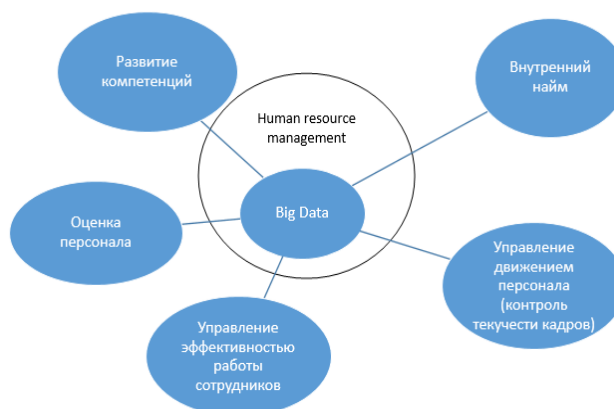 Развитие
компетенций
Внутренний
найм
Human resource
management
Big Data
Оценка
персонала
Управление
движением
персонала
(контроль
текучести кадров)
Управление
эффективностью
работы
сотрудников